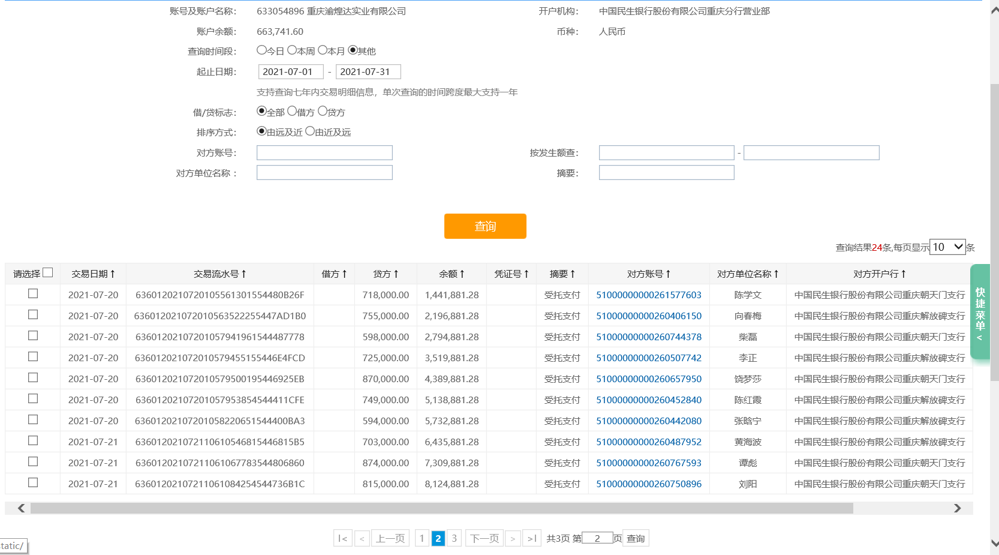 账号及账户名称： 633054896 重庆渝煌达实业有限公司 开户机构： 中国民生银行股份有限公司重庆分行营业部
账户余额： 663,741.60 币种： 人民币
查询时间段： 今日 本周 本月 其他
起止日期： 2021-07-01 - 2021-07-31
支持查询七年内交易明细信息，单次查询的时间跨度最大支持一年
借/贷标志： 全部 借方 贷方
排序方式： 由远及近 由近及远
对方账号： 按发生额查： -
对方单位名称 : 摘要：
查询
查询结果24条,每页显示 10 条
请选择 交易日期↑ 交易流水号↑ 借方↑ 贷方↑ 余额↑ 凭证号↑ 摘要↑ 对方账号↑ 对方单位名称↑ 对方开户行↑
2021-07-20 6360120210720105561301554480B26F 718,000.00 1,441,881.28 受托支付 51000000000261577603 陈学文 中国民生银行股份有限公司重庆朝天门支行
2021-07-20 636012021072010563522255447AD1B0 755,000.00 2,196,881.28 受托支付 51000000000260406150 向春梅 中国民生银行股份有限公司重庆解放碑支行
2021-07-20 63601202107201057941961544487778 598,000.00 2,794,881.28 受托支付 51000000000260744378 柴磊 中国民生银行股份有限公司重庆朝天门支行
2021-07-20 636012021072010579455155446E4FCD 725,000.00 3,519,881.28 受托支付 51000000000260507742 李正 中国民生银行股份有限公司重庆解放碑支行
2021-07-20 636012021072010579500195446925EB 870,000.00 4,389,881.28 受托支付 51000000000260657950 饶梦莎 中国民生银行股份有限公司重庆朝天门支行
2021-07-20 63601202107201057953854544411CFE 749,000.00 5,138,881.28 受托支付 51000000000260452840 陈红霞 中国民生银行股份有限公司重庆解放碑支行
2021-07-20 63601202107201058220651544400BA3 594,000.00 5,732,881.28 受托支付 51000000000260442080 张晗宁 中国民生银行股份有限公司重庆解放碑支行
2021-07-21 636012021072110610546815446815B5 703,000.00 6,435,881.28 受托支付 51000000000260487952 黄海波 中国民生银行股份有限公司重庆解放碑支行
2021-07-21 63601202107211061067783544806860 874,000.00 7,309,881.28 受托支付 51000000000260767593 谭彪 中国民生银行股份有限公司重庆朝天门支行
2021-07-21 63601202107211061084254544736B1C 815,000.00 8,124,881.28 受托支付 51000000000260750896 刘阳 中国民生银行股份有限公司重庆朝天门支行
快捷菜单 <
|< < 上一页 1 2 3 下一页 > >| 共3页 第 2 页 查询
tatic/